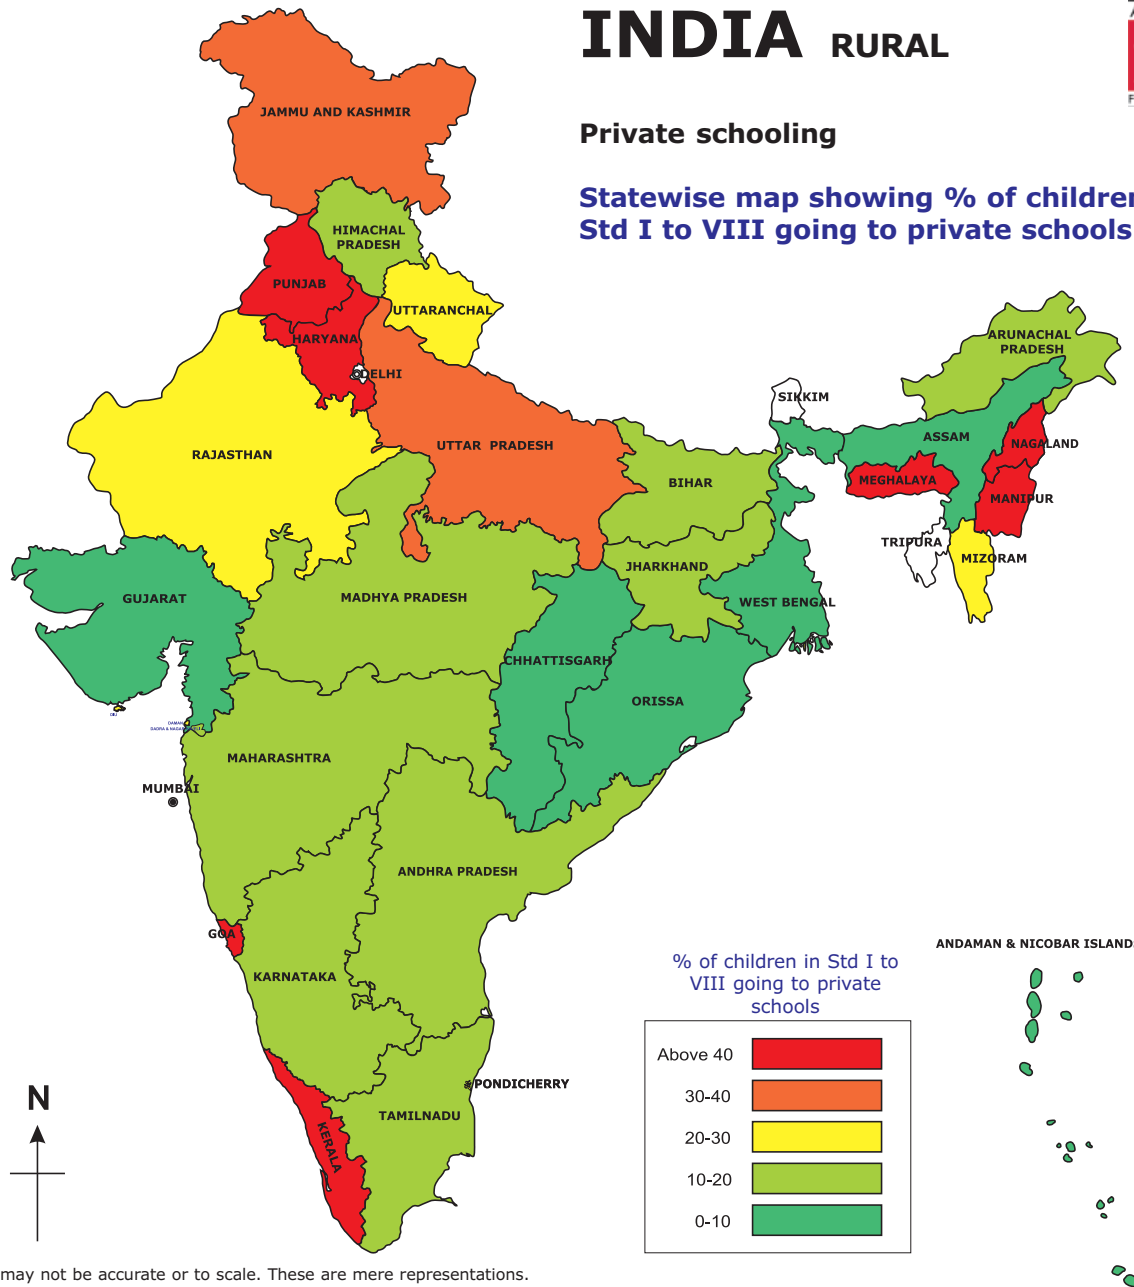 INDIA RURAL
Private schooling
Statewise map showing % of children
Std I to VIII going to private schools
JAMMU AND KASHMIR
HIMACHAL
PRADESH
PUNJAB
UTTARANCHAL
HARYANA
DELHI
ARUNACHAL
PRADESH
SIKKIM
RAJASTHAN
UTTAR PRADESH
ASSAM
NAGALAND
BIHAR
MEGHALAYA
MANIPUR
TRIPURA
MIZORAM
JHARKHAND
GUJARAT
MADHYA PRADESH
WEST BENGAL
CHHATTISGARH
ORISSA
DIU
DAMAN
MAHARASHTRA
MUMBAI
ANDHRA PRADESH
GOA
KARNATAKA
ANDAMAN & NICOBAR ISLAND
% of children in Std I to
VIII going to private
schools
Above 40
30-40
20-30
10-20
0-10
PONDICHERRY
TAMILNADU
KERALA
N
may not be accurate or to scale. These are mere representations.